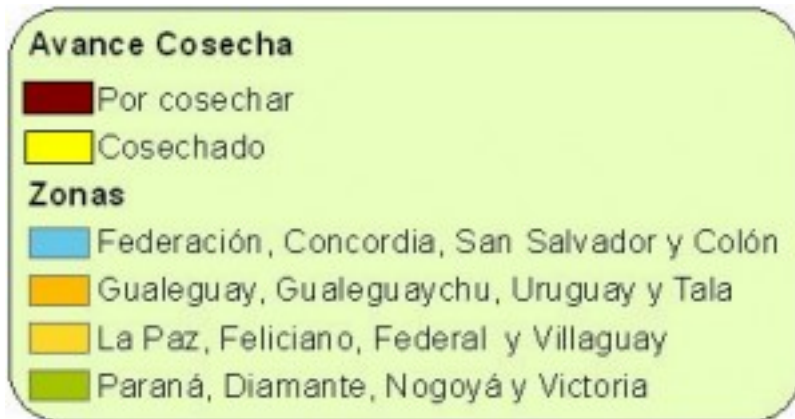 Avance Cosecha
Por cosechar
Cosechado
Zonas
Federación, Concordia, San Salvador y Colón
Gualeguay, Gualeguaychu, Uruguay y Tala
La Paz, Feliciano, Federal y Villaguay
Paraná, Diamante, Nogoyá y Victoria